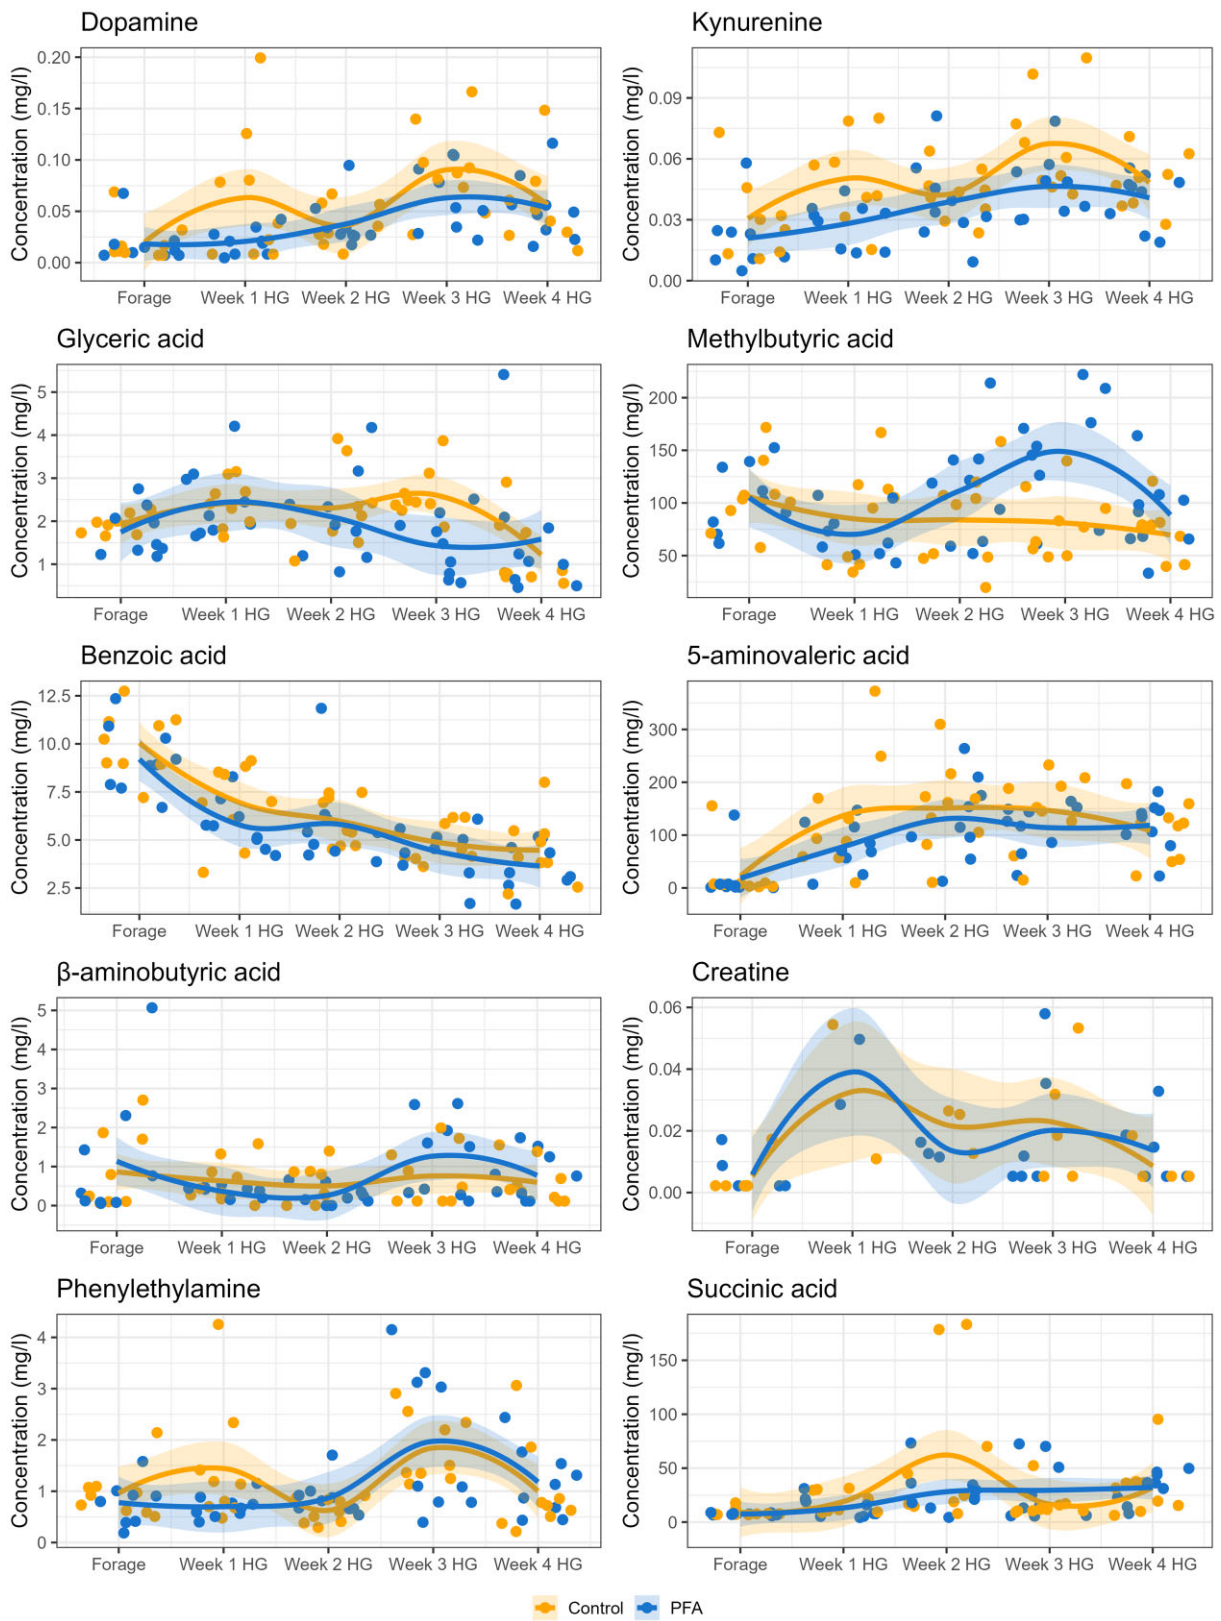 Dopamine
Concentration (mg/l)
0.20
0.15
0.10
0.05
0.00
Forage Week 1 HG Week 2 HG Week 3 HG Week 4 HG
Kynurenine
Concentration (mg/l)
0.09
0.06
0.03
0.00
Forage Week 1 HG Week 2 HG Week 3 HG Week 4 HG
Glyceric acid
Concentration (mg/l)
5
4
3
2
1
Forage Week 1 HG Week 2 HG Week 3 HG Week 4 HG
Methylbutyric acid
Concentration (mg/l)
200
150
100
50
Forage Week 1 HG Week 2 HG Week 3 HG Week 4 HG
Benzoic acid
Concentration (mg/l)
12.5
10.0
7.5
5.0
2.5
Forage Week 1 HG Week 2 HG Week 3 HG Week 4 HG
5-aminovaleric acid
Concentration (mg/l)
300
200
100
0
Forage Week 1 HG Week 2 HG Week 3 HG Week 4 HG
β-aminobutyric acid
Concentration (mg/l)
5
4
3
2
1
0
Forage Week 1 HG Week 2 HG Week 3 HG Week 4 HG
Creatine
Concentration (mg/l)
0.06
0.04
0.02
0.00
Forage Week 1 HG Week 2 HG Week 3 HG Week 4 HG
Phenylethylamine
Concentration (mg/l)
4
3
2
1
0
Forage Week 1 HG Week 2 HG Week 3 HG Week 4 HG
Succinic acid
Concentration (mg/l)
150
100
50
0
Forage Week 1 HG Week 2 HG Week 3 HG Week 4 HG
Control PFA